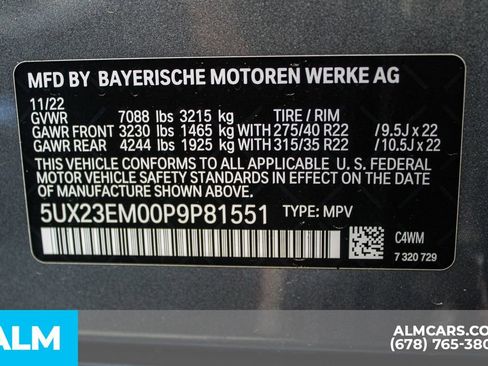 MFD BY BAYERISCHE MOTOREN WERKE AG
11/22
GVWR 7088 lbs 3215 kg TIRE / RIM
GAWR FRONT 3230 lbs 1465 kg WITH 275/40 R22 /9.5J x 22
GAWR REAR 4244 lbs 1925 kg WITH 315/35 R22 /10.5J x 22
THIS VEHICLE CONFORMS TO ALL APPLICABLE U. S. FEDERAL
MOTOR VEHICLE SAFETY STANDARDS IN EFFECT ON
THE DATE OF MANUFACTURE SHOWN ABOVE.
5UX23EM00P9P81551 TYPE: MPV
C4WM
7 320 729
ALM
ALMCARS.CO
(678) 765-380